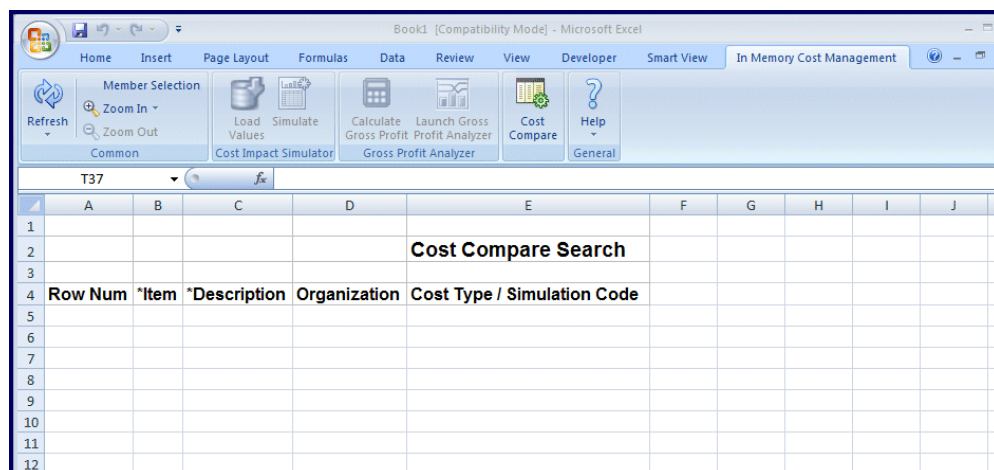 Book1 [Compatibility Mode] - Microsoft Excel
Home Insert Page Layout Formulas Data Review View Developer Smart View In Memory Cost Management
Refresh
Member Selection
Zoom In
Zoom Out
Common
Load Values
Simulate
Cost Impact Simulator
Calculate Gross Profit
Launch Gross Profit Analyzer
Gross Profit Analyzer
Cost Compare
Help
General
T37 fx
A B C D E F G H I J
1
2 Cost Compare Search
3
4 Row Num *Item *Description Organization Cost Type / Simulation Code
5
6
7
8
9
10
11
12